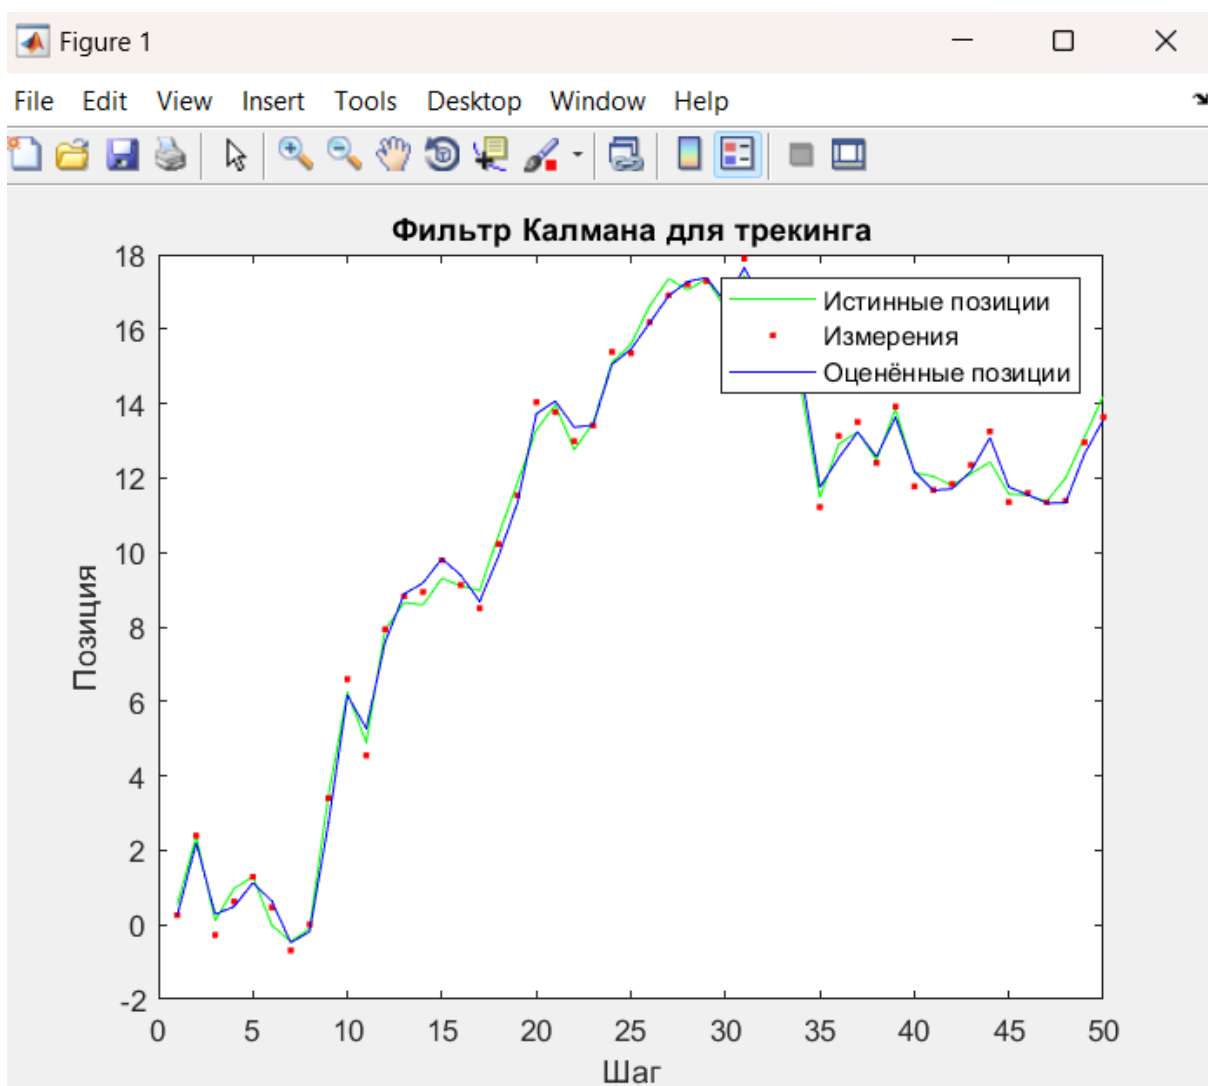 Figure 1
File Edit View Insert Tools Desktop Window Help
Фильтр Калмана для трекинга
18
16
14
12
10
8
6
4
2
0
-2
Позиция
Истинные позиции
Измерения
Оценённые позиции
0 5 10 15 20 25 30 35 40 45 50
Шаг